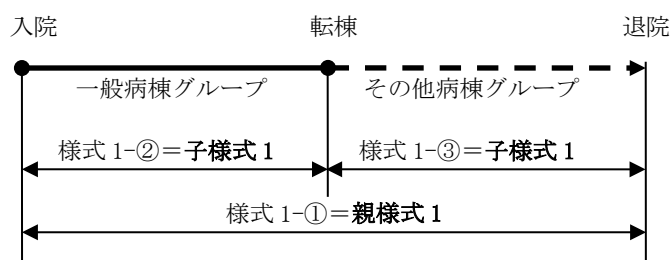 入院 転棟 退院
一般病棟グループ その他病棟グループ
様式 1-②＝子様式 1 様式 1-③＝子様式 1
様式 1-①＝親様式 1